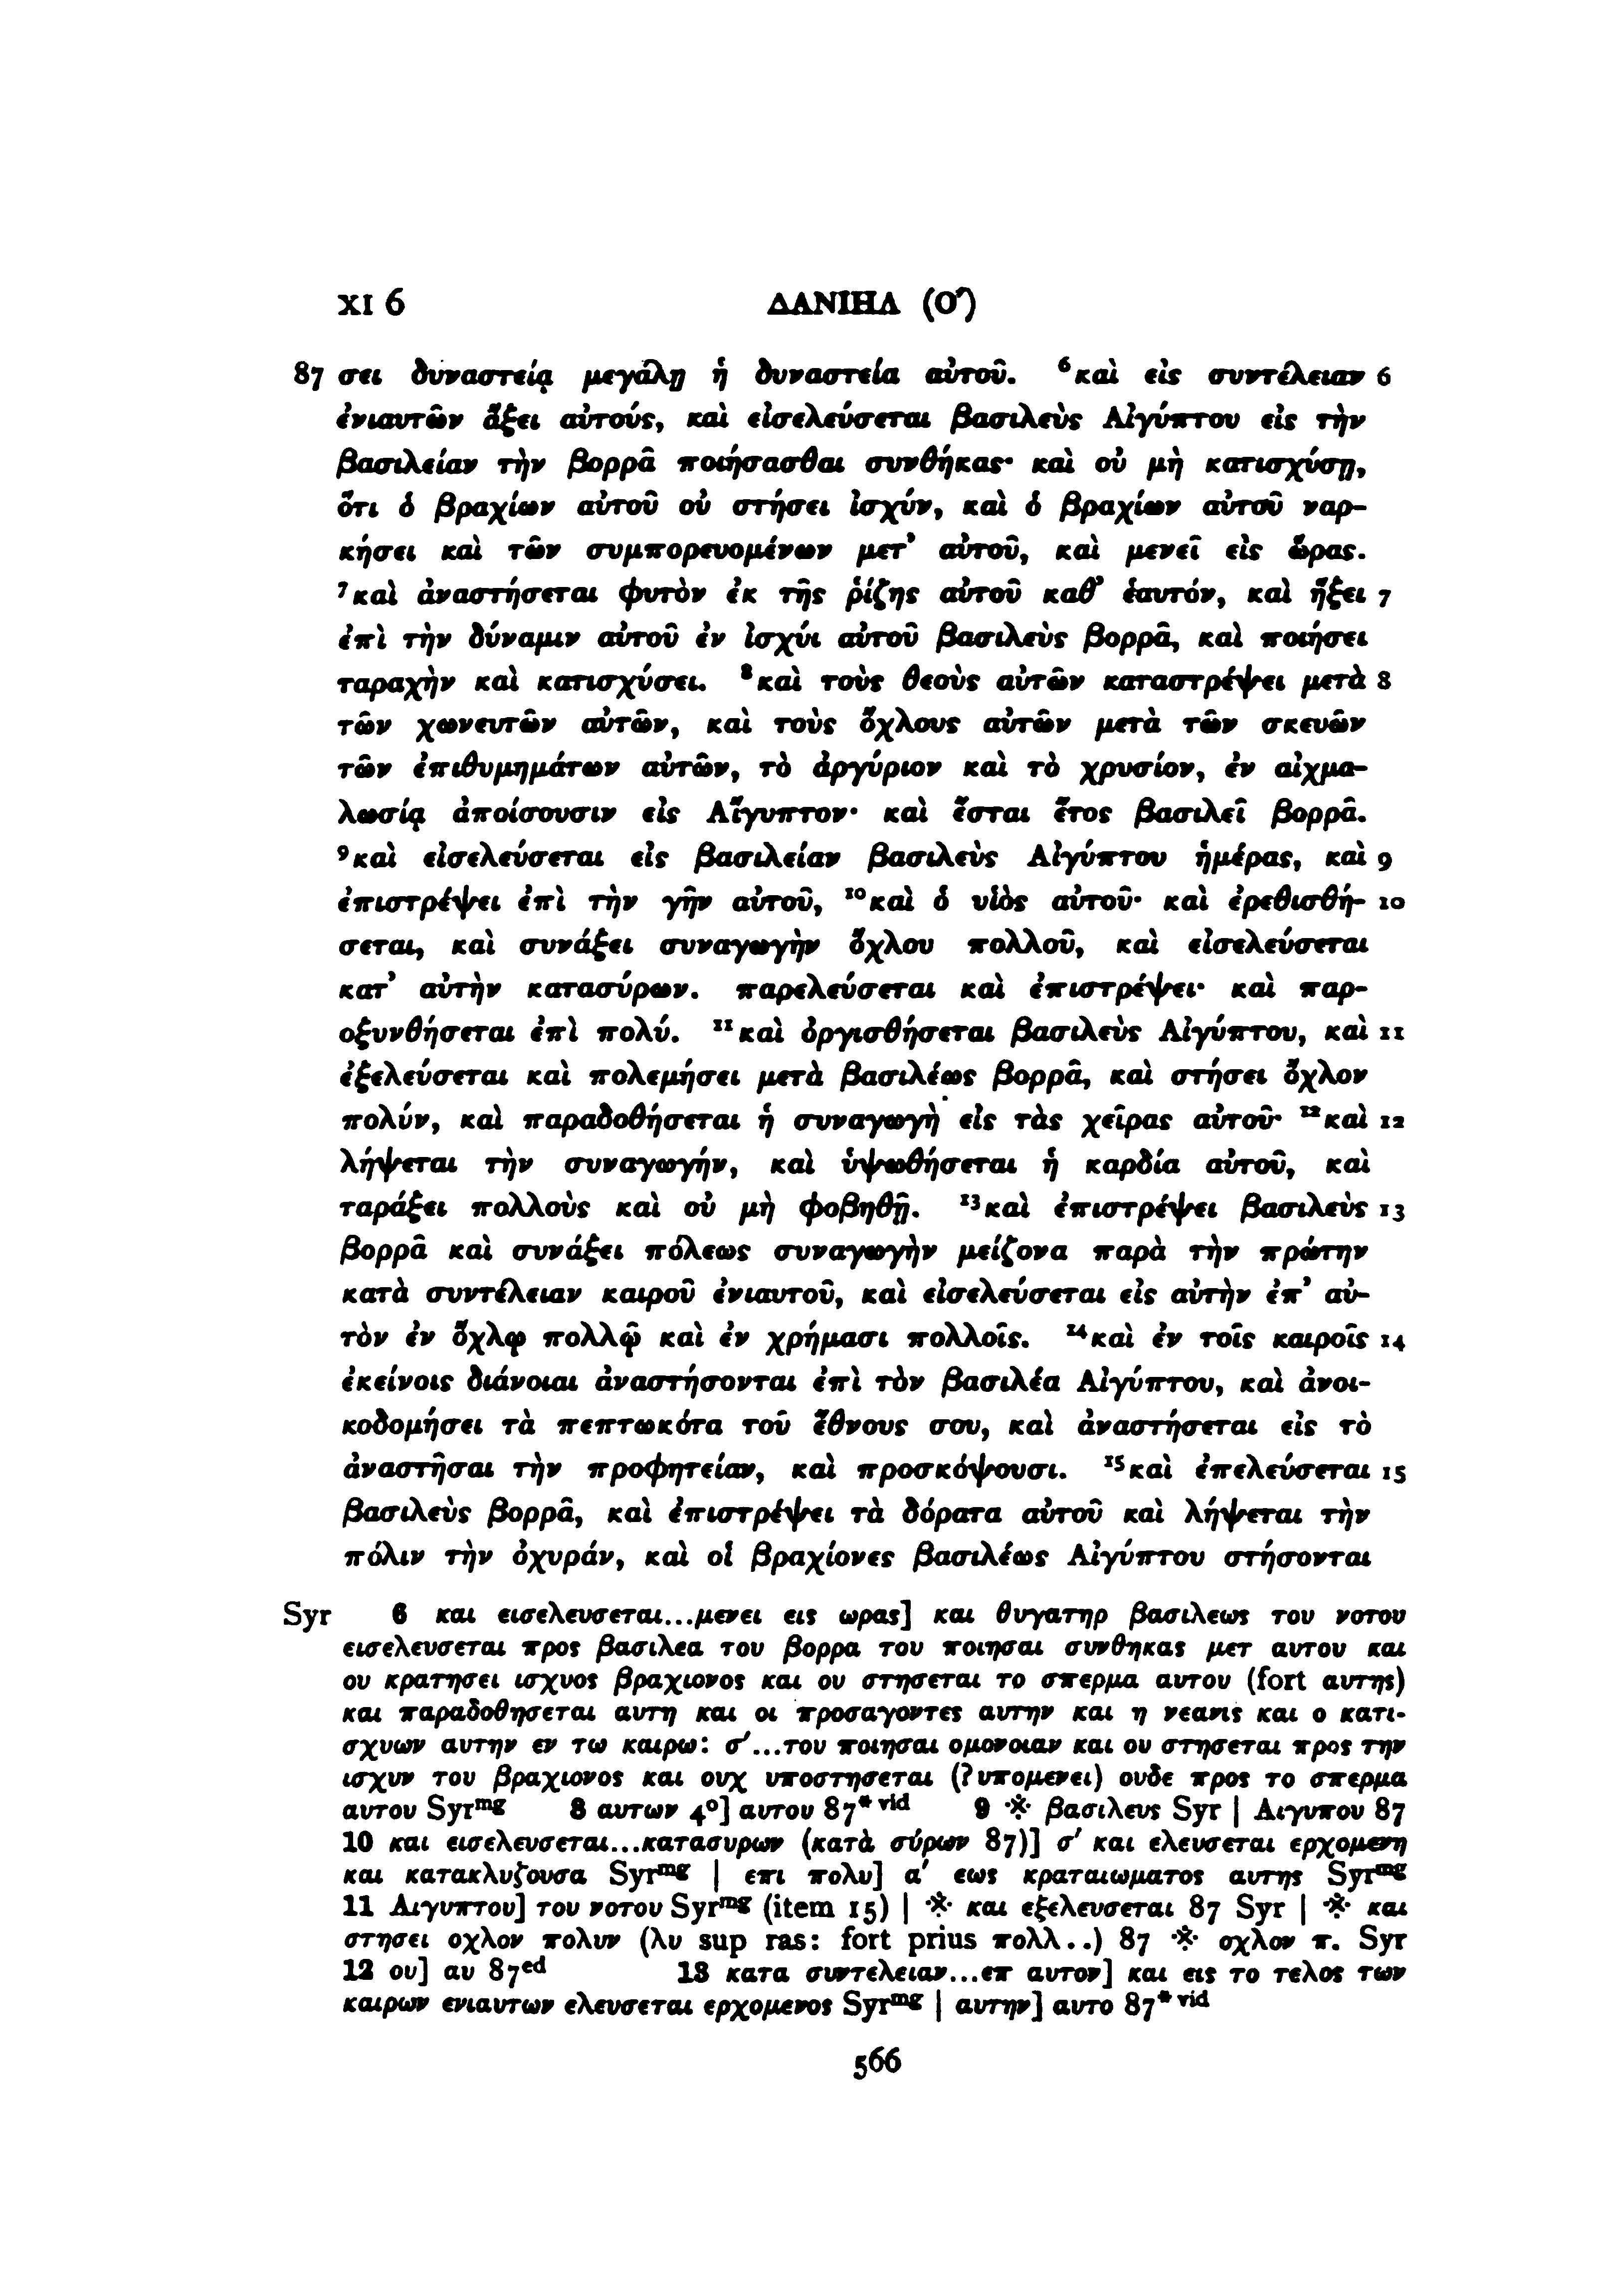 XI 6 ΔΑΝΙΗΛ (Ο´)
87 σει δυναστείᾳ μεγάλῃ ἡ δυναστεία αὐτοῦ. ⁶καὶ εἰς συντέλειαν 6
ἐνιαυτῶν ἄξει αὐτούς, καὶ εἰσελεύσεται βασιλεὺς Αἰγύπτου εἰς τὴν
βασιλείαν τὴν βορρᾶ ποιήσασθαι συνθήκας· καὶ οὐ μὴ κατισχύσῃ,
ὅτι ὁ βραχίων αὐτοῦ οὐ στήσει ἰσχύν, καὶ ὁ βραχίων αὐτοῦ ναρ-
κήσει καὶ τῶν συμπορευομένων μετ᾽ αὐτοῦ, καὶ μενεῖ εἰς ὥρας.
⁷καὶ ἀναστήσεται φυτὸν ἐκ τῆς ῥίζης αὐτοῦ καθ᾽ ἑαυτόν, καὶ ἥξει 7
ἐπὶ τὴν δύναμιν αὐτοῦ ἐν ἰσχύι αὐτοῦ βασιλεὺς βορρᾶ, καὶ ποιήσει
ταραχὴν καὶ κατισχύσει. ⁸καὶ τοὺς θεοὺς αὐτῶν καταστρέψει μετὰ 8
τῶν χωνευτῶν αὐτῶν, καὶ τοὺς ὄχλους αὐτῶν μετὰ τῶν σκευῶν
τῶν ἐπιθυμημάτων αὐτῶν, τὸ ἀργύριον καὶ τὸ χρυσίον, ἐν αἰχμα-
λωσίᾳ ἀποίσουσιν εἰς Αἴγυπτον· καὶ ἔσται ἔτος βασιλεῖ βορρᾶ.
⁹καὶ εἰσελεύσεται εἰς βασιλείαν βασιλεὺς Αἰγύπτου ἡμέρας, καὶ 9
ἐπιστρέψει ἐπὶ τὴν γῆν αὐτοῦ, ¹⁰καὶ ὁ υἱὸς αὐτοῦ· καὶ ἐρεθισθή- 10
σεται, καὶ συνάξει συναγωγὴν ὄχλου πολλοῦ, καὶ εἰσελεύσεται
κατ᾽ αὐτὴν κατασύρων. παρελεύσεται καὶ ἐπιστρέψει· καὶ παρ-
οξυνθήσεται ἐπὶ πολύ. ¹¹καὶ ὀργισθήσεται βασιλεὺς Αἰγύπτου, καὶ 11
ἐξελεύσεται καὶ πολεμήσει μετὰ βασιλέως βορρᾶ, καὶ στήσει ὄχλον
πολύν, καὶ παραδοθήσεται ἡ συναγωγὴ εἰς τὰς χεῖρας αὐτοῦ· ¹²καὶ 12
λήψεται τὴν συναγωγήν, καὶ ὑψωθήσεται ἡ καρδία αὐτοῦ, καὶ
ταράξει πολλοὺς καὶ οὐ μὴ φοβηθῇ. ¹³καὶ ἐπιστρέψει βασιλεὺς 13
βορρᾶ καὶ συνάξει πόλεως συναγωγὴν μείζονα παρὰ τὴν πρώτην
κατὰ συντέλειαν καιροῦ ἐνιαυτοῦ, καὶ εἰσελεύσεται εἰς αὐτὴν ἐπ᾽ αὐ-
τὸν ἐν ὄχλῳ πολλῷ καὶ ἐν χρήμασι πολλοῖς. ¹⁴καὶ ἐν τοῖς καιροῖς 14
ἐκείνοις διάνοιαι ἀναστήσονται ἐπὶ τὸν βασιλέα Αἰγύπτου, καὶ ἀνοι-
κοδομήσει τὰ πεπτωκότα τοῦ ἔθνους σου, καὶ ἀναστήσεται εἰς τὸ
ἀναστῆσαι τὴν προφητείαν, καὶ προσκόψουσι. ¹⁵καὶ ἐπελεύσεται 15
βασιλεὺς βορρᾶ, καὶ ἐπιστρέψει τὰ δόρατα αὐτοῦ καὶ λήψεται τὴν
πόλιν τὴν ὀχυράν, καὶ οἱ βραχίονες βασιλέως Αἰγύπτου στήσονται
Syr 6 και εισελευσεται...μενει εις ωρας] και θυγατηρ βασιλεως του νοτου
εισελευσεται προς βασιλεα του βορρα του ποιησαι συνθηκας μετ αυτου και
ου κρατησει ισχυος βραχιονος και ου στησεται το σπερμα αυτου (fort αυτης)
και παραδοθησεται αυτη και οι προσαγοντες αυτην και η νεανις και ο κατι-
σχυων αυτην εν τω καιρω: σ′...του ποιησαι ομονοιαν και ου στησεται προς την
ισχυν του βραχιονος και ουχ υποστησεται (? υπομενει) ουδε προς το σπερμα
αυτου Syrᵐᵍ 8 αυτων 4°] αυτου 87* ᵛⁱᵈ 9 ※ βασιλευς Syr | Αιγυπου 87
10 και εισελευσεται...κατασυρων (κατὰ σύρων 87)] σ′ και ελευσεται ερχομενη
και κατακλυζουσα Syrᵐᵍ | επι πολυ] α′ εως κραταιωματος αυτης Syrᵐᵍ
11 Αιγυπτου] του νοτου Syrᵐᵍ (item 15) | ※ και εξελευσεται 87 Syr | ※ και
στησει οχλον πολυν (λυ sup ras: fort prius πολλ..) 87 ※ οχλον π. Syr
12 ου] αυ 87ᵉᵈ 13 κατα συντελειαν...επ αυτον] και εις το τελος των
καιρων ενιαυτων ελευσεται ερχομενος Syrᵐᵍ | αυτην] αυτο 87* ᵛⁱᵈ
566